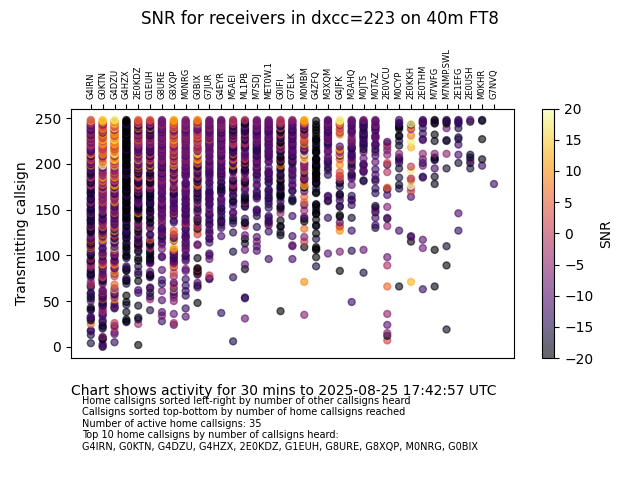 SNR for receivers in dxcc=223 on 40m FT8
G4IRN G0KTN G4DZU G4HZX 2E0KDZ G1EUH G8URE G8XQP M0NRG G0BIX G7JUR G4EYR M5AEI ML1PB M7SDJ MET0W.1 G0IFI G7ELK M0MBM G4ZFQ M3XQM G4JFK M3AHQ M0JTS M0TAZ 2E0VCU M0CYP 2E0KKH 2E0THM M7WFG M7NMP.SWL 2E1EFG 2E0USH M0KHR G7NVQ
Transmitting callsign
250
200
150
100
50
0
20
15
10
5
0
−5
−10
−15
−20
SNR
Chart shows activity for 30 mins to 2025-08-25 17:42:57 UTC
Home callsigns sorted left-right by number of other callsigns heard
Callsigns sorted top-bottom by number of home callsigns reached
Number of active home callsigns: 35
Top 10 home callsigns by number of callsigns heard:
G4IRN, G0KTN, G4DZU, G4HZX, 2E0KDZ, G1EUH, G8URE, G8XQP, M0NRG, G0BIX